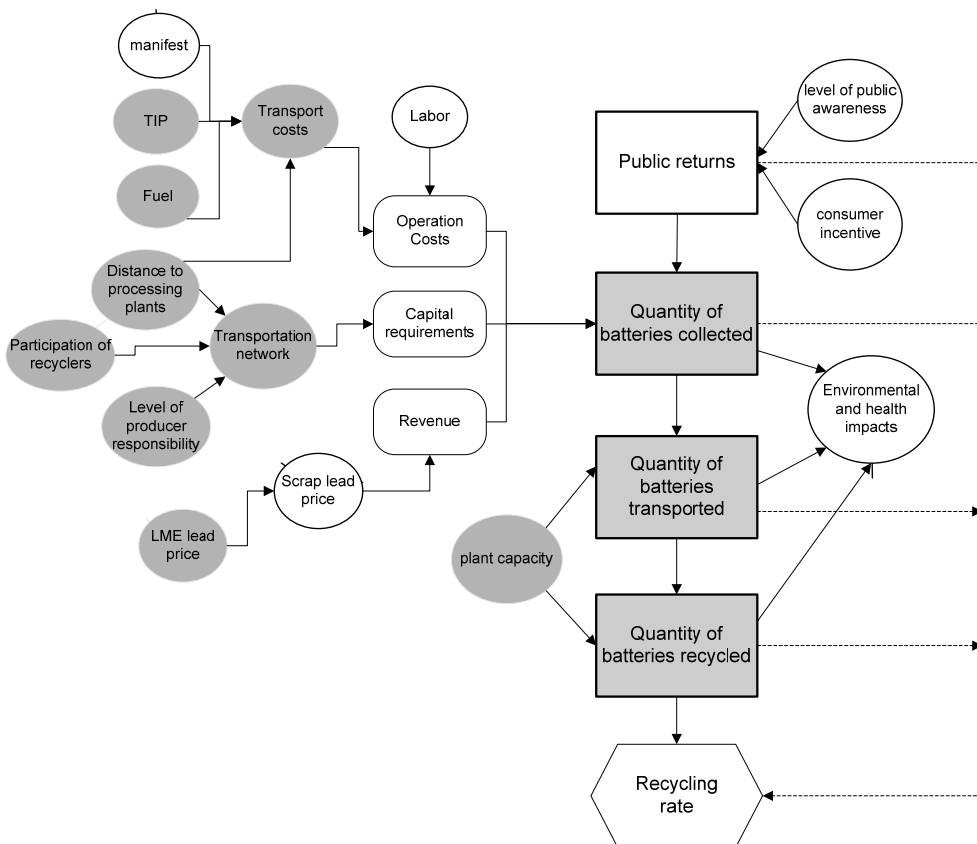 manifest
TIP
Transport
costs
Fuel
Labor
Operation
Costs
Distance to
processing
plants
Participation of
recyclers
Transportation
network
Capital
requirements
Level of
producer
responsibility
Revenue
Scrap lead
price
LME lead
price
level of public
awareness
Public returns
consumer
incentive
Quantity of
batteries collected
Environmental
and health
impacts
Quantity of
batteries
transported
plant capacity
Quantity of
batteries recycled
Recycling
rate